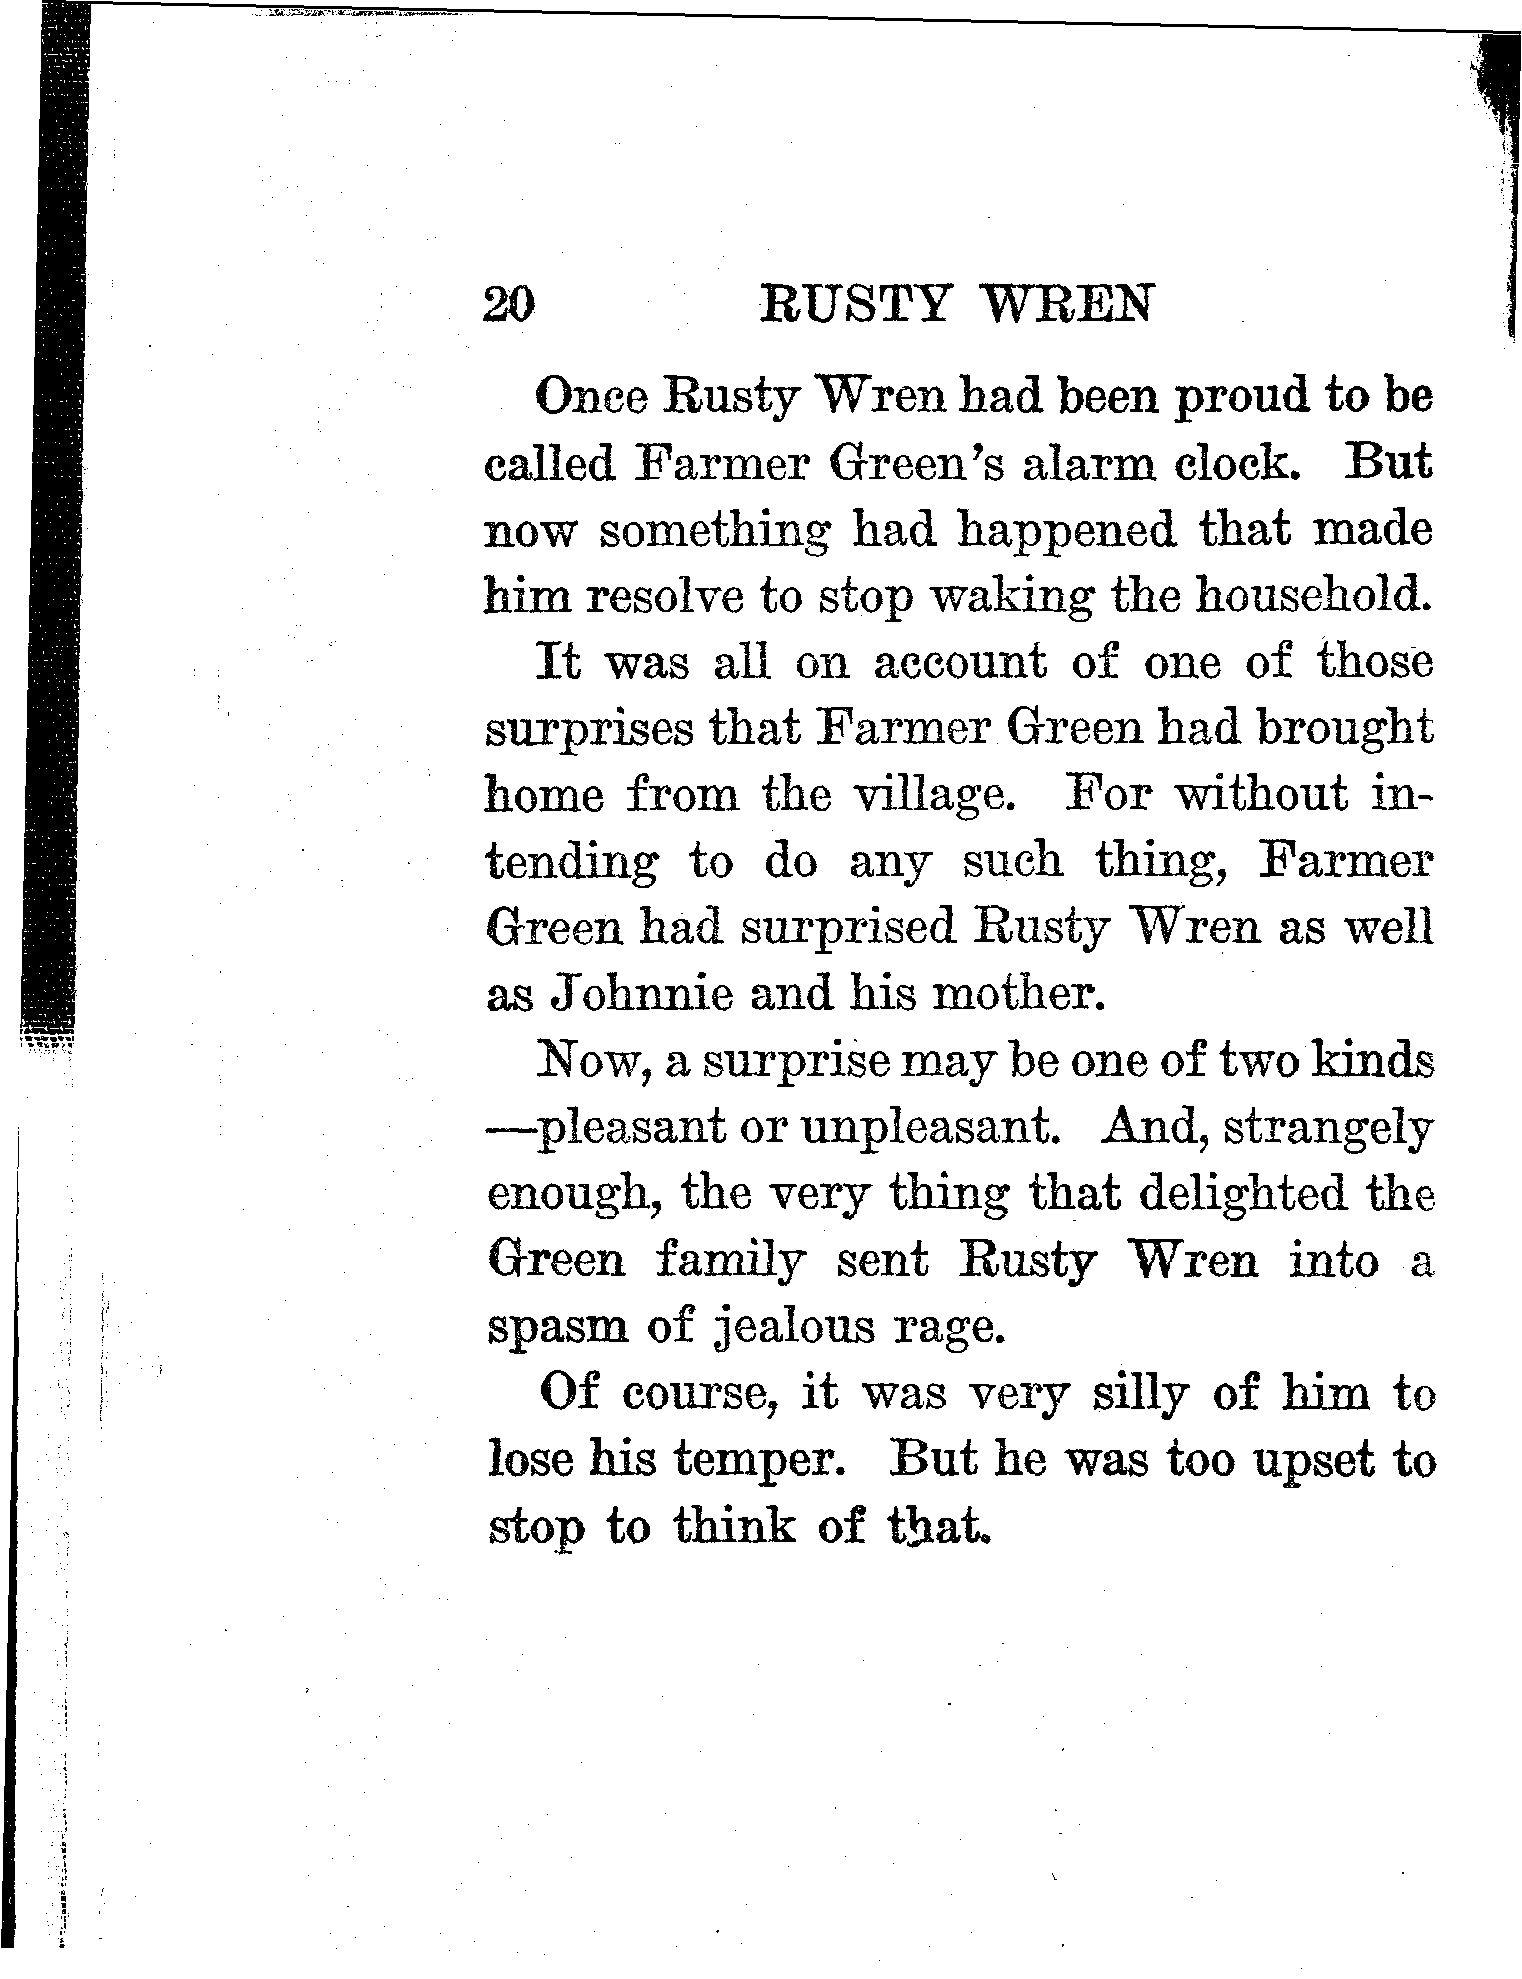 20 RUSTY WREN
Once Rusty Wren had been proud to be
called Farmer Green's alarm clock. But
now something had happened that made
him resolve to stop waking the household.
It was all on account of one of those
surprises that Farmer Green had brought
home from the village. For without in-
tending to do any such thing, Farmer
Green had surprised Rusty Wren as well
as Johnnie and his mother.
Now, a surprise may be one of two kinds
—pleasant or unpleasant. And, strangely
enough, the very thing that delighted the
Green family sent Rusty Wren into a
spasm of jealous rage.
Of course, it was very silly of him to
lose his temper. But he was too upset to
stop to think of that.